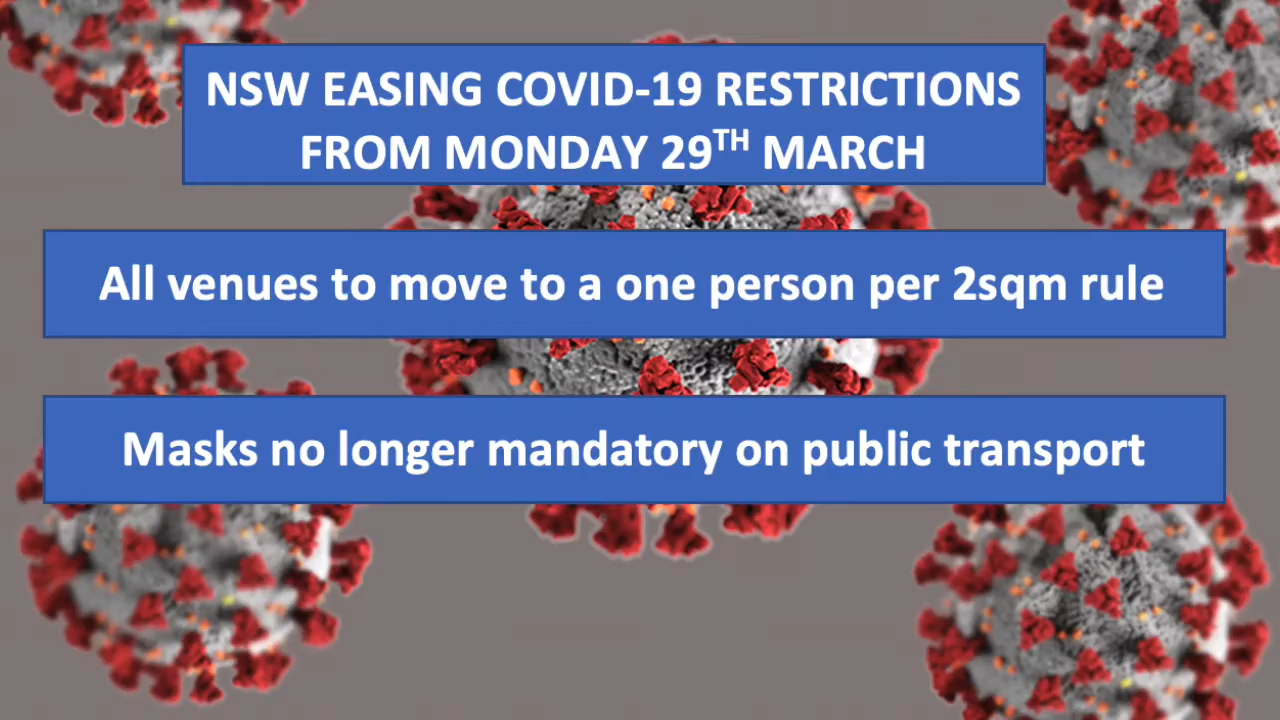 NSW EASING COVID-19 RESTRICTIONS
FROM MONDAY 29TH MARCH
All venues to move to a one person per 2sqm rule
Masks no longer mandatory on public transport